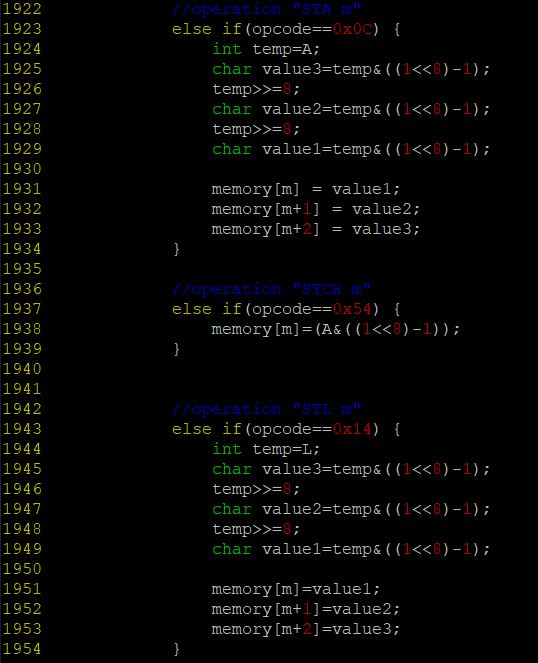 1922 //operation "STA m"
1923 else if(opcode==0x0C) {
1924 int temp=A;
1925 char value3=temp&((1<<8)-1);
1926 temp>>=8;
1927 char value2=temp&((1<<8)-1);
1928 temp>>=8;
1929 char value1=temp&((1<<8)-1);
1930
1931 memory[m] = value1;
1932 memory[m+1] = value2;
1933 memory[m+2] = value3;
1934 }
1935
1936 //operation "STCH m"
1937 else if(opcode==0x54) {
1938 memory[m]=(A&((1<<8)-1));
1939 }
1940
1941
1942 //operation "STL m"
1943 else if(opcode==0x14) {
1944 int temp=L;
1945 char value3=temp&((1<<8)-1);
1946 temp>>=8;
1947 char value2=temp&((1<<8)-1);
1948 temp>>=8;
1949 char value1=temp&((1<<8)-1);
1950
1951 memory[m]=value1;
1952 memory[m+1]=value2;
1953 memory[m+2]=value3;
1954 }